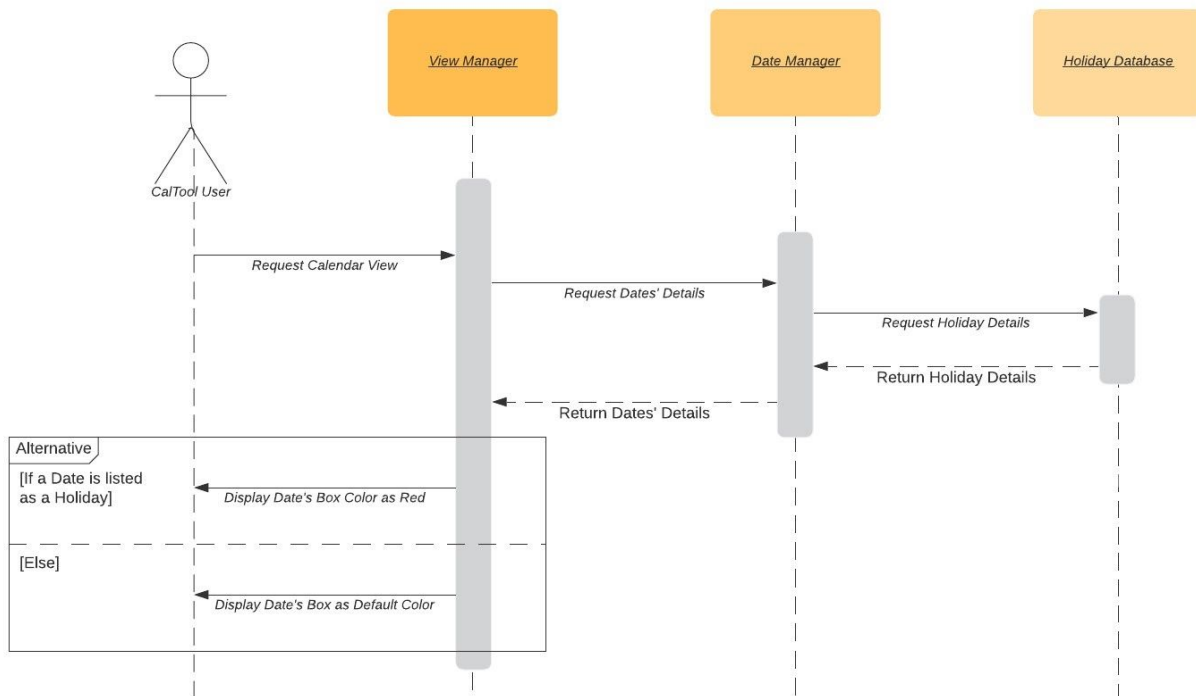 View Manager
Date Manager
Holiday Database
CalTool User
Request Calendar View
Request Dates' Details
Request Holiday Details
Return Holiday Details
Return Dates' Details
Alternative
[If a Date is listed
as a Holiday]
Display Date's Box Color as Red
[Else]
Display Date's Box as Default Color